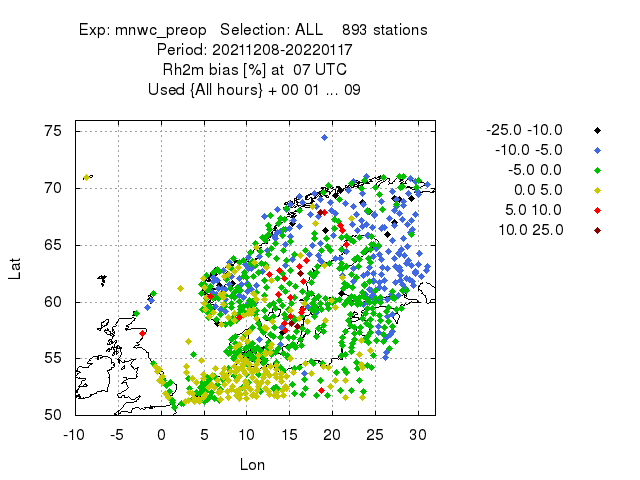 Exp: mnwc_preop   Selection: ALL    893 stations
Period: 20211208-20220117
Rh2m bias [%] at  07 UTC
Used {All hours} + 00 01 ... 09
-25.0 -10.0
-10.0 -5.0
-5.0 0.0
0.0 5.0
5.0 10.0
10.0 25.0
Lat
75
70
65
60
55
50
-10 -5 0 5 10 15 20 25 30
Lon